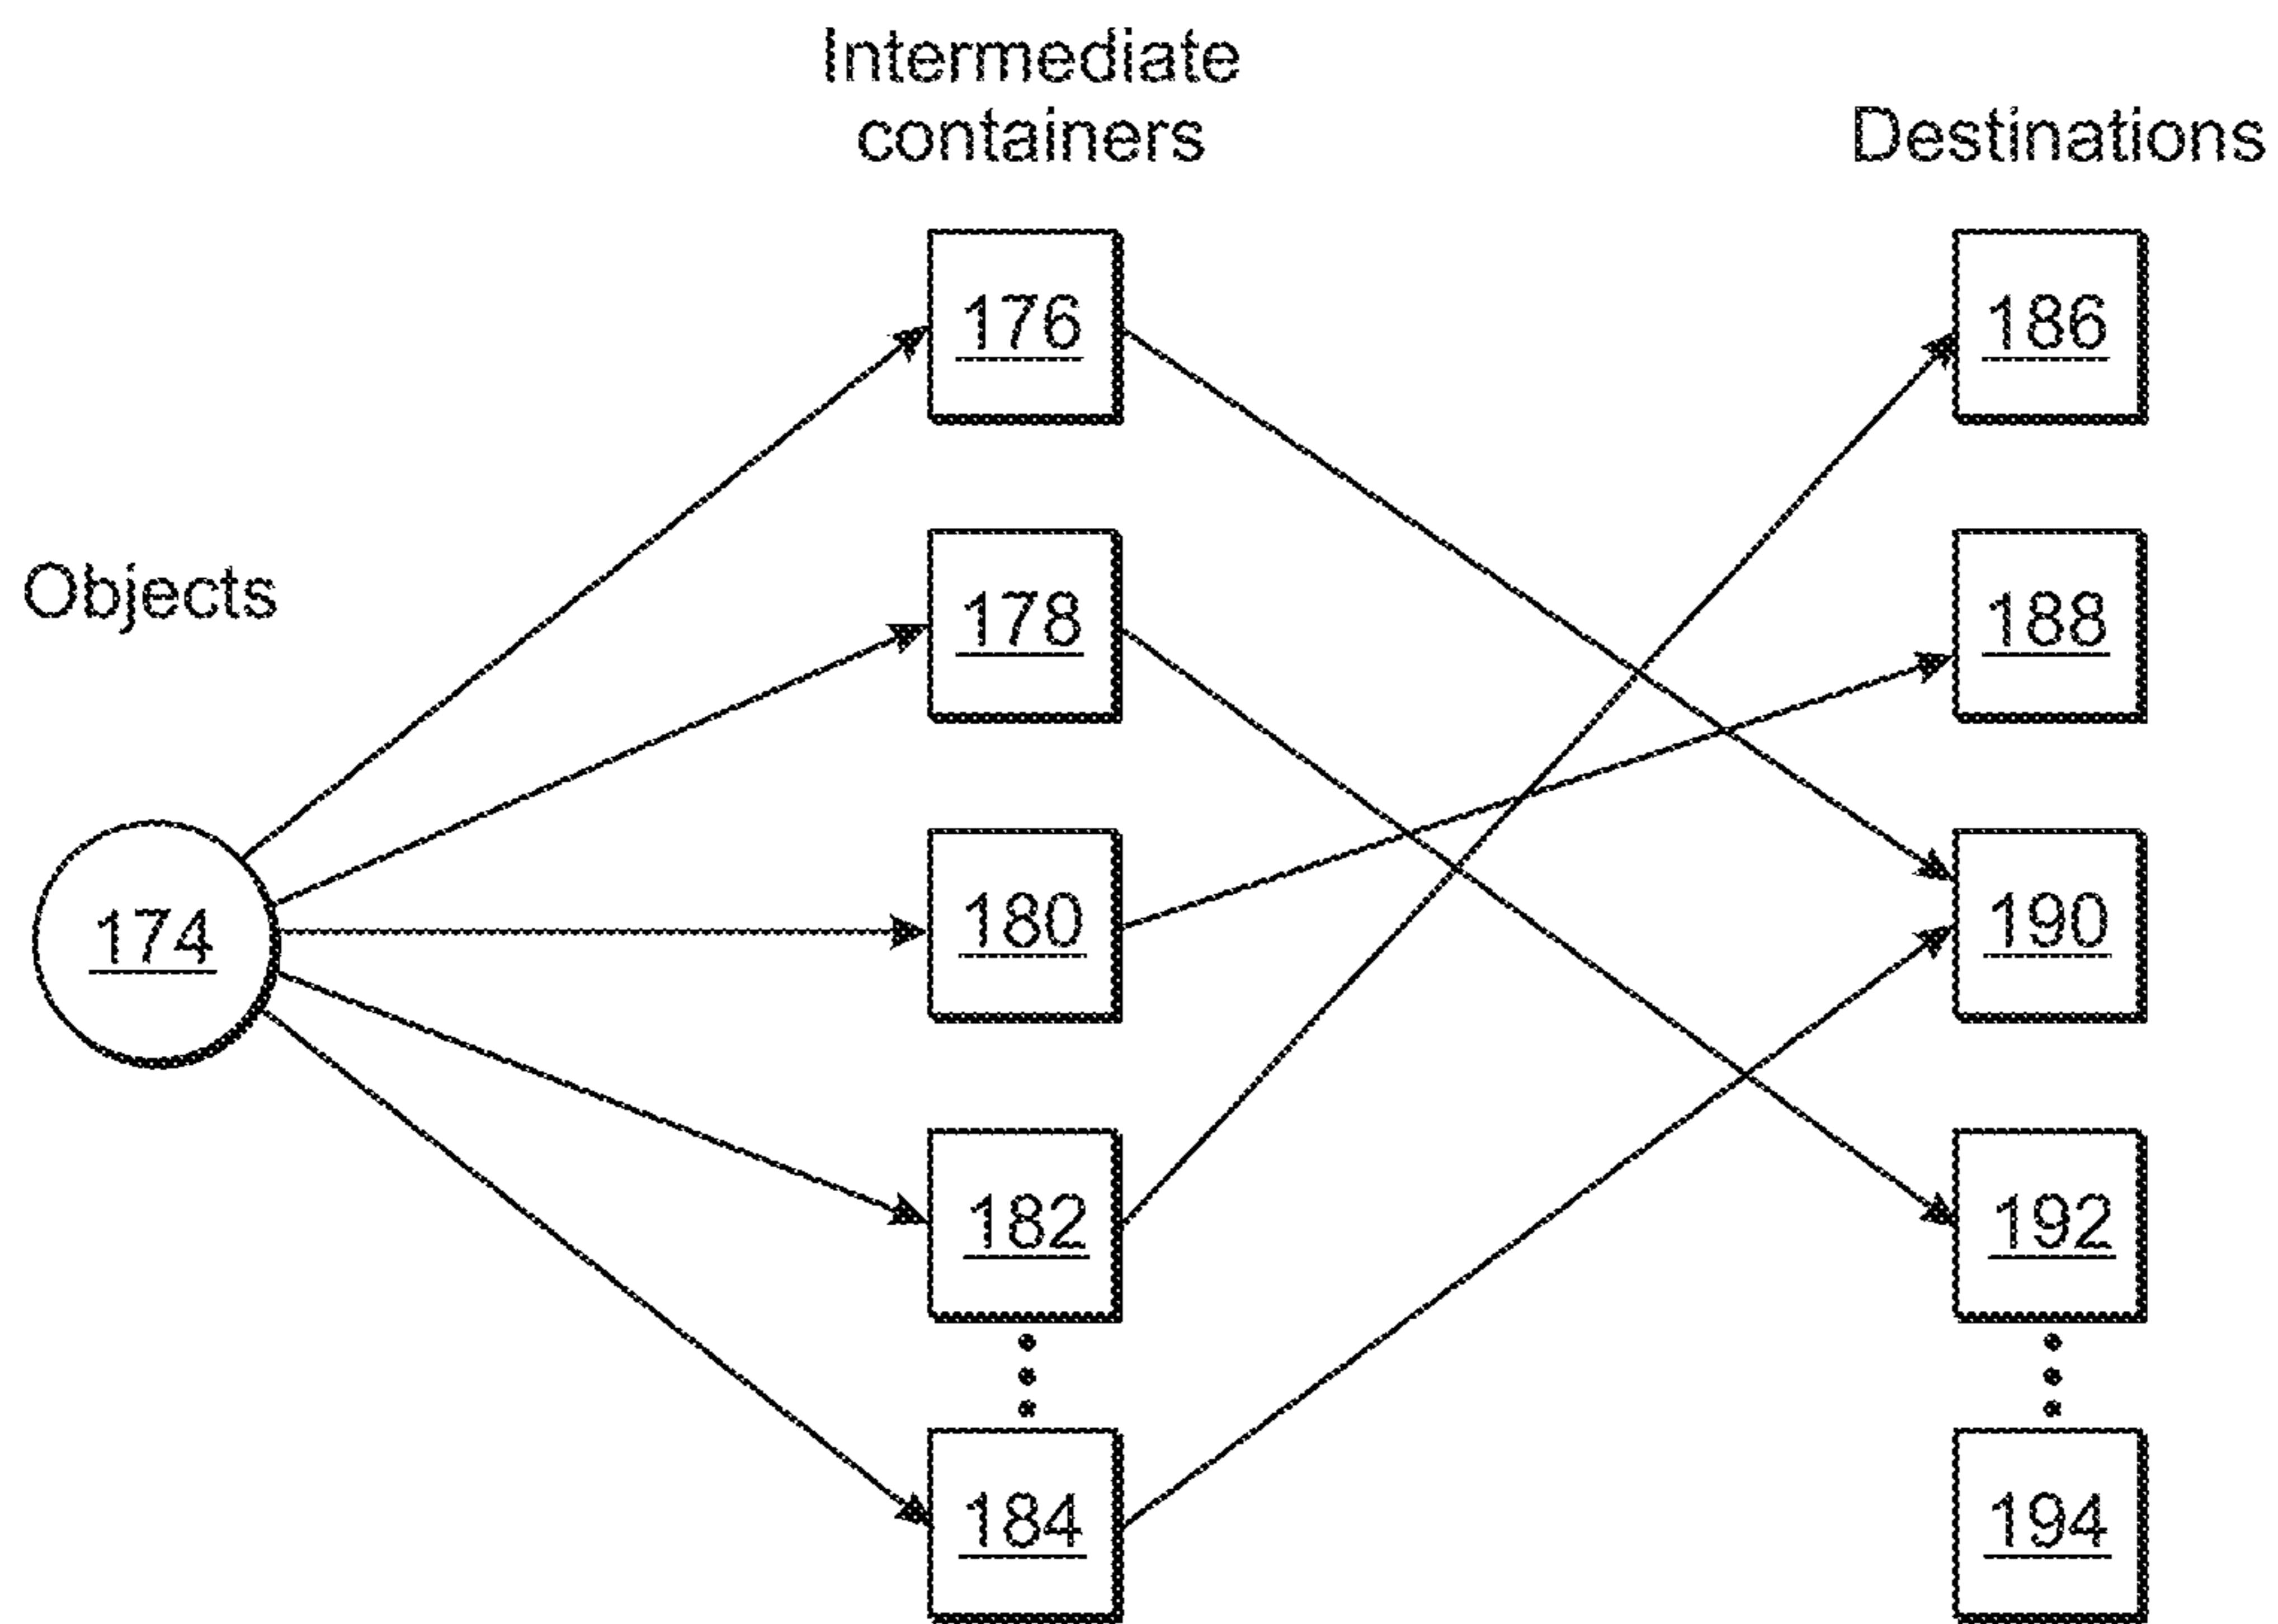 Intermediate
containers
Destinations
Objects
174
176
178
180
182
184
186
188
190
192
194